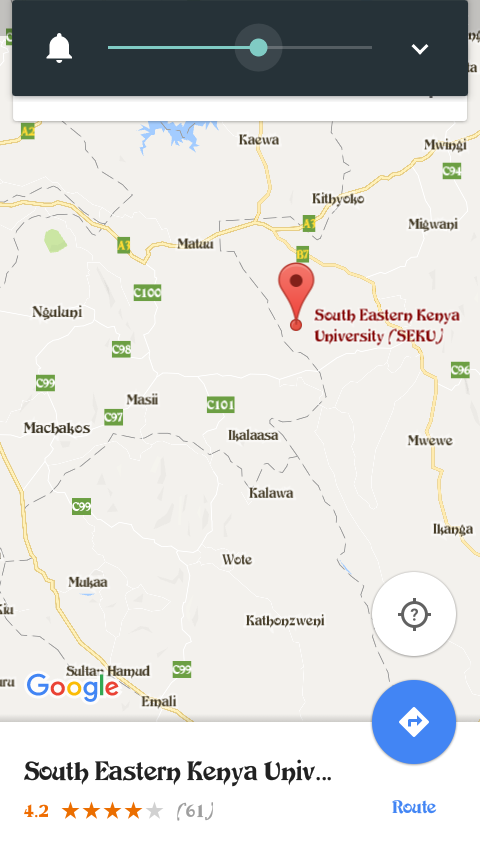 Kaewa
Mwingi
A2
C94
Kithyoko
A3
Migwani
Matuu
A3
B7
C100
South Eastern Kenya
University (SEKU)
Nguluni
C98
C99
C96
Masii
C101
C97
Machakos
Ikalaasa
Mwewe
Kalawa
C99
Ikanga
Wote
Mukaa
Kathonzweni
Sultan Hamud
C99
Google
Emali
South Eastern Kenya Univ...
4.2 ★★★★★ (61)
Route